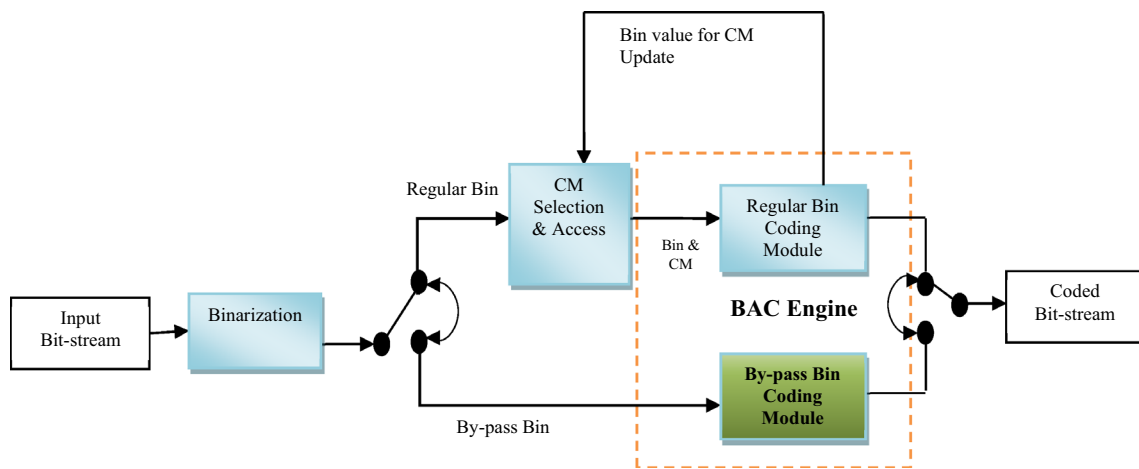 Bin value for CM
Update
Regular Bin
CM
Selection
& Access
Regular Bin
Coding
Module
Bin &
CM
BAC Engine
Input
Bit-stream
Binarization
Coded
Bit-stream
By-pass Bin
Coding
Module
By-pass Bin